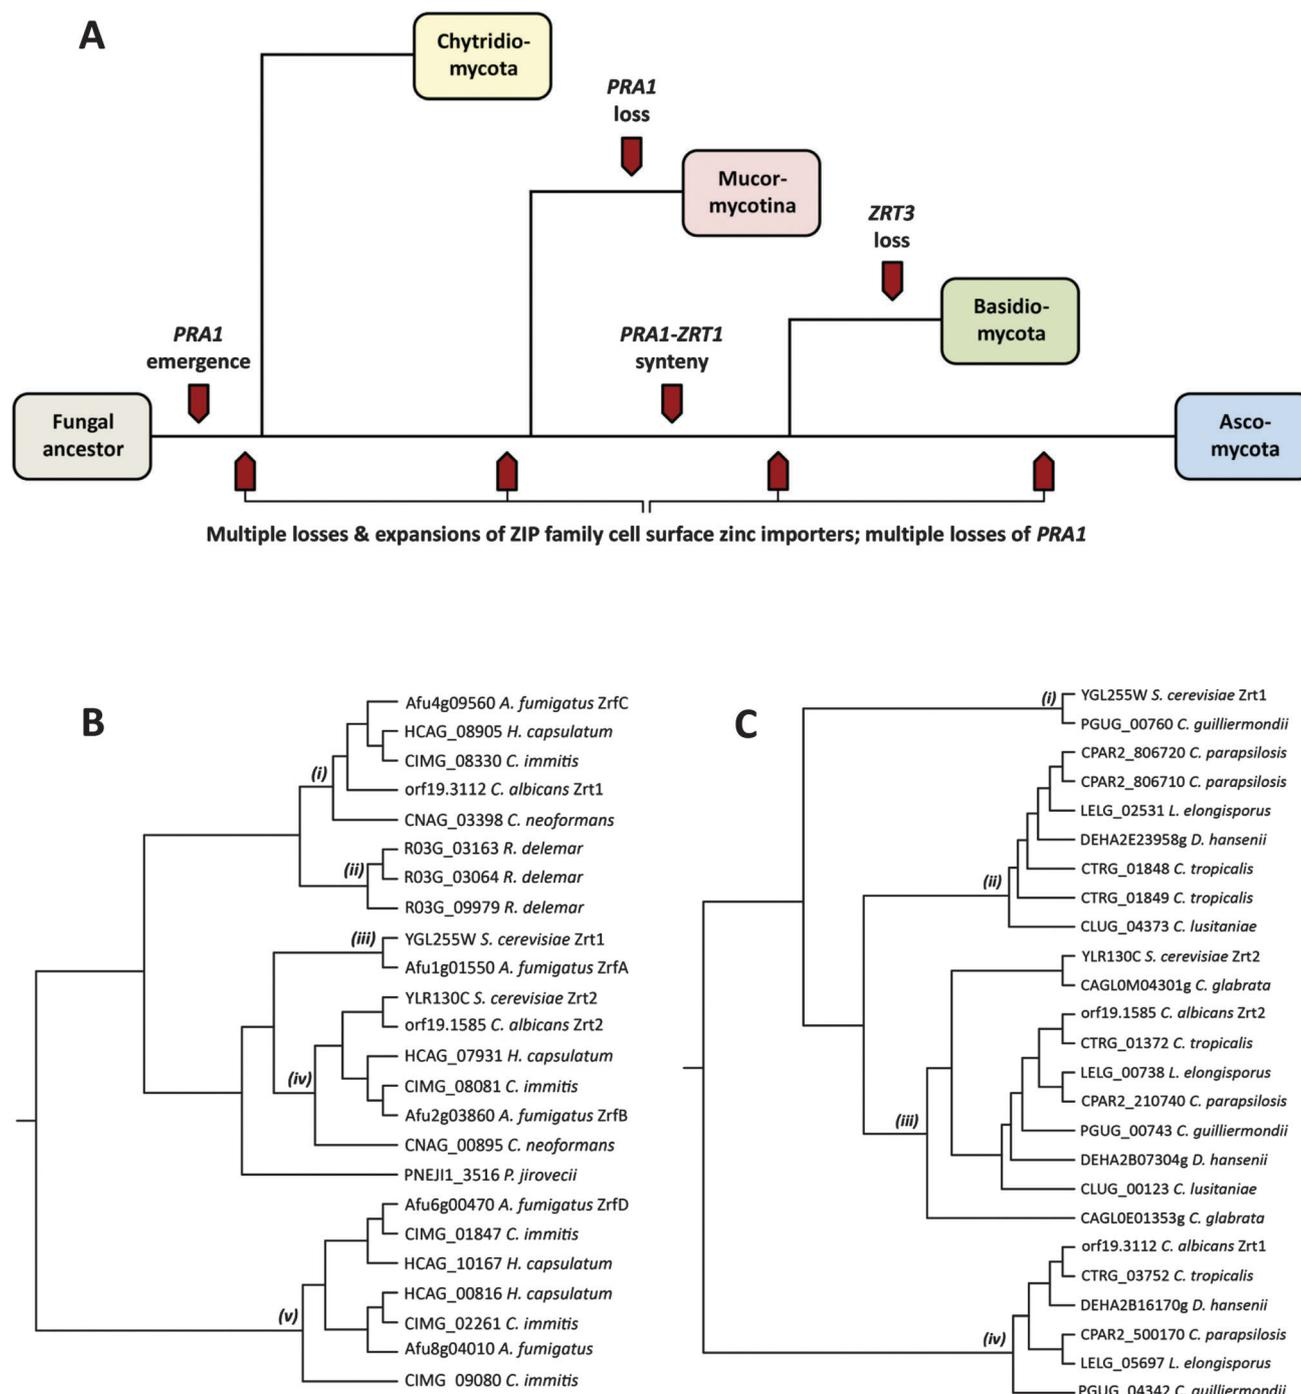 A
Chytridio-
mycota
PRA1
loss
Mucor-
mycotina
ZRT3
loss
Basidio-
mycota
PRA1
emergence
PRA1-ZRT1
synteny
Fungal
ancestor
Asco-
mycota
Multiple losses & expansions of ZIP family cell surface zinc importers; multiple losses of PRA1
B
Afu4g09560 A. fumigatus ZrfC
HCAG_08905 H. capsulatum
CIMG_08330 C. immitis
(i)
orf19.3112 C. albicans Zrt1
CNAG_03398 C. neoformans
R03G_03163 R. delemar
(ii)
R03G_03064 R. delemar
R03G_09979 R. delemar
(iii)
YGL255W S. cerevisiae Zrt1
Afu1g01550 A. fumigatus ZrfA
YLR130C S. cerevisiae Zrt2
orf19.1585 C. albicans Zrt2
HCAG_07931 H. capsulatum
(iv)
CIMG_08081 C. immitis
Afu2g03860 A. fumigatus ZrfB
CNAG_00895 C. neoformans
PNEJI1_3516 P. jirovecii
Afu6g00470 A. fumigatus ZrfD
CIMG_01847 C. immitis
HCAG_10167 H. capsulatum
HCAG_00816 H. capsulatum
(v)
CIMG_02261 C. immitis
Afu8g04010 A. fumigatus
CIMG_09080 C. immitis
C
(i)
YGL255W S. cerevisiae Zrt1
PGUG_00760 C. guilliermondii
CPAR2_806720 C. parapsilosis
CPAR2_806710 C. parapsilosis
LELG_02531 L. elongisporus
DEHA2E23958g D. hansenii
CTRG_01848 C. tropicalis
(ii)
CTRG_01849 C. tropicalis
CLUG_04373 C. lusitaniae
YLR130C S. cerevisiae Zrt2
CAGL0M04301g C. glabrata
orf19.1585 C. albicans Zrt2
CTRG_01372 C. tropicalis
LELG_00738 L. elongisporus
CPAR2_210740 C. parapsilosis
(iii)
PGUG_00743 C. guilliermondii
DEHA2B07304g D. hansenii
CLUG_00123 C. lusitaniae
CAGL0E01353g C. glabrata
orf19.3112 C. albicans Zrt1
CTRG_03752 C. tropicalis
DEHA2B16170g D. hansenii
(iv)
CPAR2_500170 C. parapsilosis
LELG_05697 L. elongisporus
PGUG_04342 C. guilliermondii